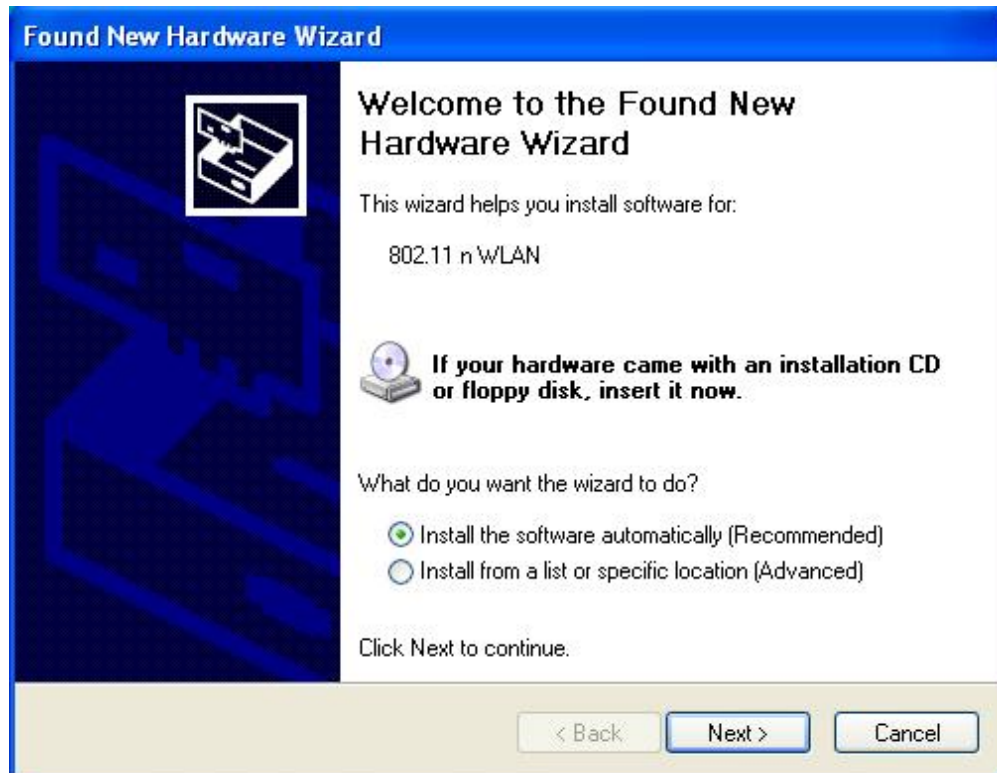 Found New Hardware Wizard
Welcome to the Found New
Hardware Wizard
This wizard helps you install software for:
802.11 n WLAN
If your hardware came with an installation CD
or floppy disk, insert it now.
What do you want the wizard to do?
Install the software automatically (Recommended)
Install from a list or specific location (Advanced)
Click Next to continue.
< Back
Next >
Cancel